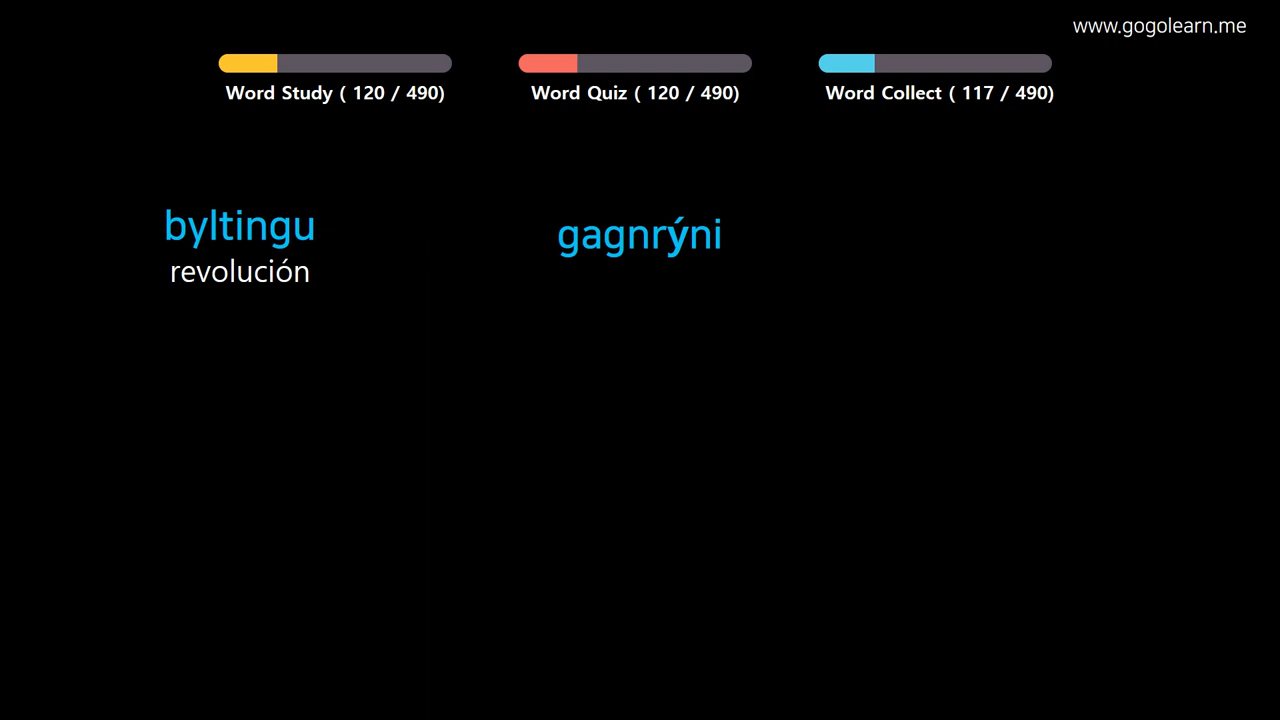 www.gogolearn.me
Word Study ( 120 / 490)
Word Quiz ( 120 / 490)
Word Collect ( 117 / 490)
byltingu
revolución
gagnrýni